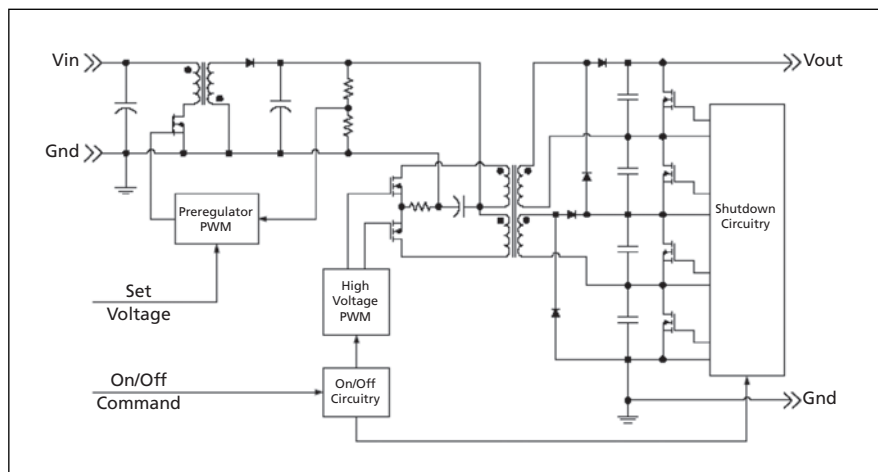 Vin
Vout
Gnd
Preregulator
PWM
Shutdown
Circuitry
Set
Voltage
High
Voltage
PWM
On/Off
Command
On/Off
Circuitry
Gnd